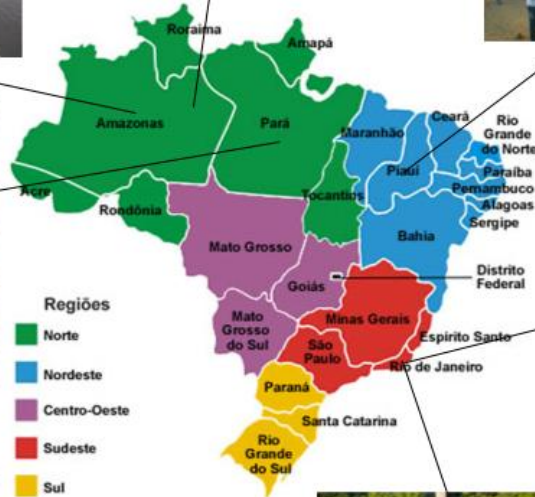 Roraima
Amapá
Amazonas
Pará
Maranhão
Ceará
Rio
Grande
do Norte
Piauí
Paraíba
Pernambuco
Alagoas
Sergipe
Acre
Rondônia
Tocantins
Mato Grosso
Bahia
Goiás
Distrito
Federal
Mato
Grosso
do Sul
Minas Gerais
Espírito Santo
São
Paulo
Rio de Janeiro
Paraná
Santa Catarina
Rio
Grande
do Sul
Regiões
Norte
Nordeste
Centro-Oeste
Sudeste
Sul